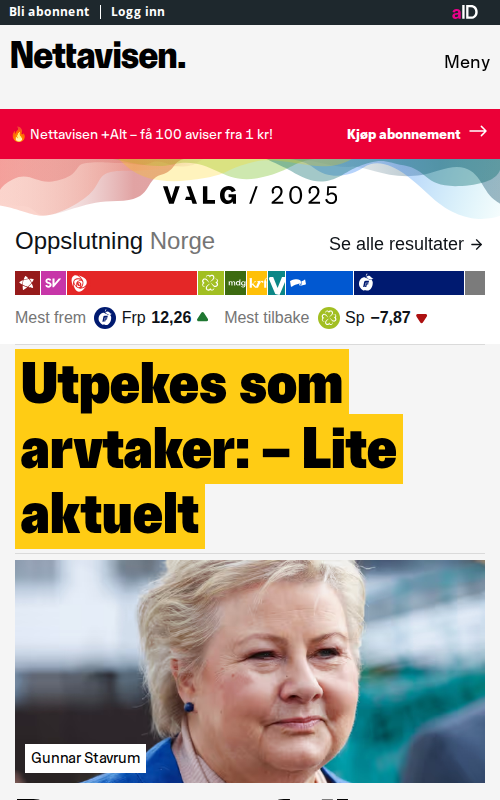 Bli abonnent | Logg inn
aID
Nettavisen.
Meny
🔥 Nettavisen +Alt – få 100 aviser fra 1 kr!
Kjøp abonnement →
VALG / 2025
Oppslutning Norge
Se alle resultater →
SV
mdg
krf
V
Mest frem Frp 12,26 Mest tilbake Sp –7,87
Utpekes som
arvtaker: – Lite
aktuelt
Gunnar Stavrum